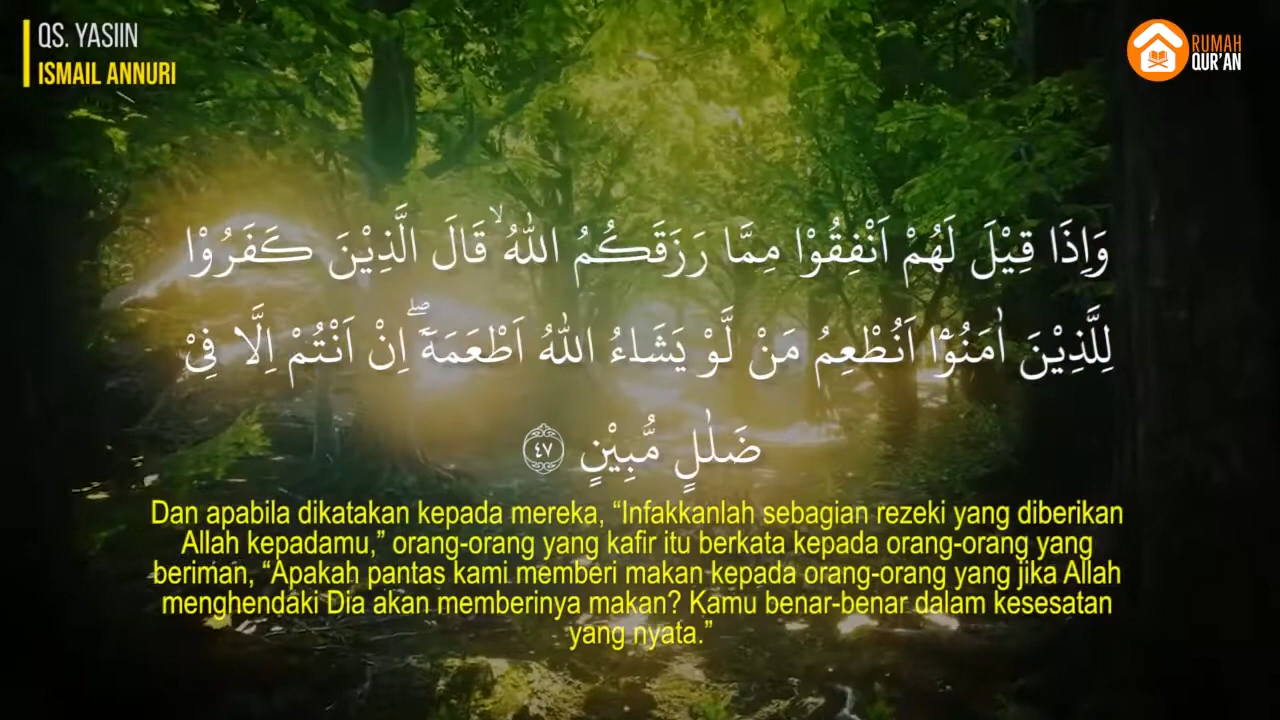 QS. YASIIN
ISMAIL ANNURI
RUMAH
QUR'AN
وَاِذَا قِيْلَ لَهُمْ اَنْفِقُوْا مِمَّا رَزَقَكُمُ اللّٰهُ ۙ قَالَ الَّذِيْنَ كَفَرُوْا
لِلَّذِيْنَ اٰمَنُوْٓا اَنُطْعِمُ مَنْ لَّوْ يَشَاۤءُ اللّٰهُ اَطْعَمَهٗٓ ۖ اِنْ اَنْتُمْ اِلَّا فِيْ
ضَلٰلٍ مُّبِيْنٍ ٤٧
Dan apabila dikatakan kepada mereka, “Infakkanlah sebagian rezeki yang diberikan
Allah kepadamu,” orang-orang yang kafir itu berkata kepada orang-orang yang
beriman, “Apakah pantas kami memberi makan kepada orang-orang yang jika Allah
menghendaki Dia akan memberinya makan? Kamu benar-benar dalam kesesatan
yang nyata.”